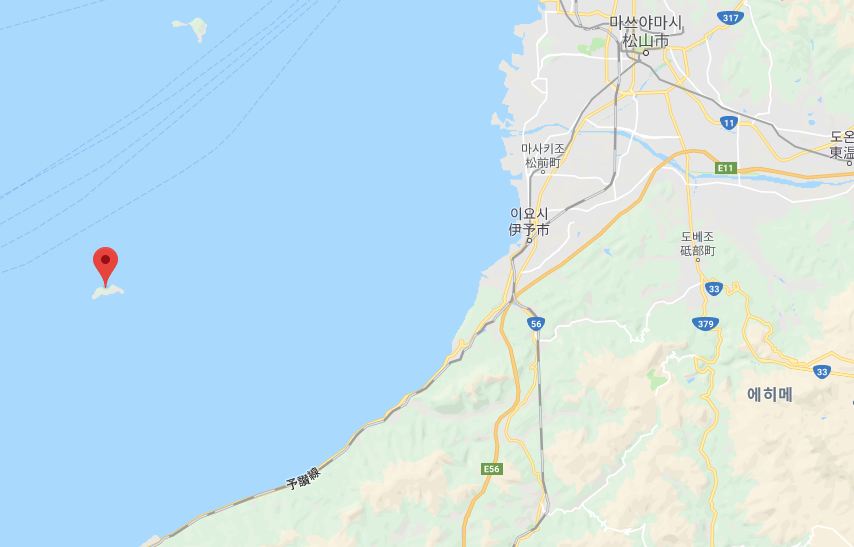 317
마쓰야마시
松山市
11
도온
東温
마사키조
松前町
E11
이요시
伊予市
도베조
砥部町
33
56
379
33
에히메
E56
予讃線